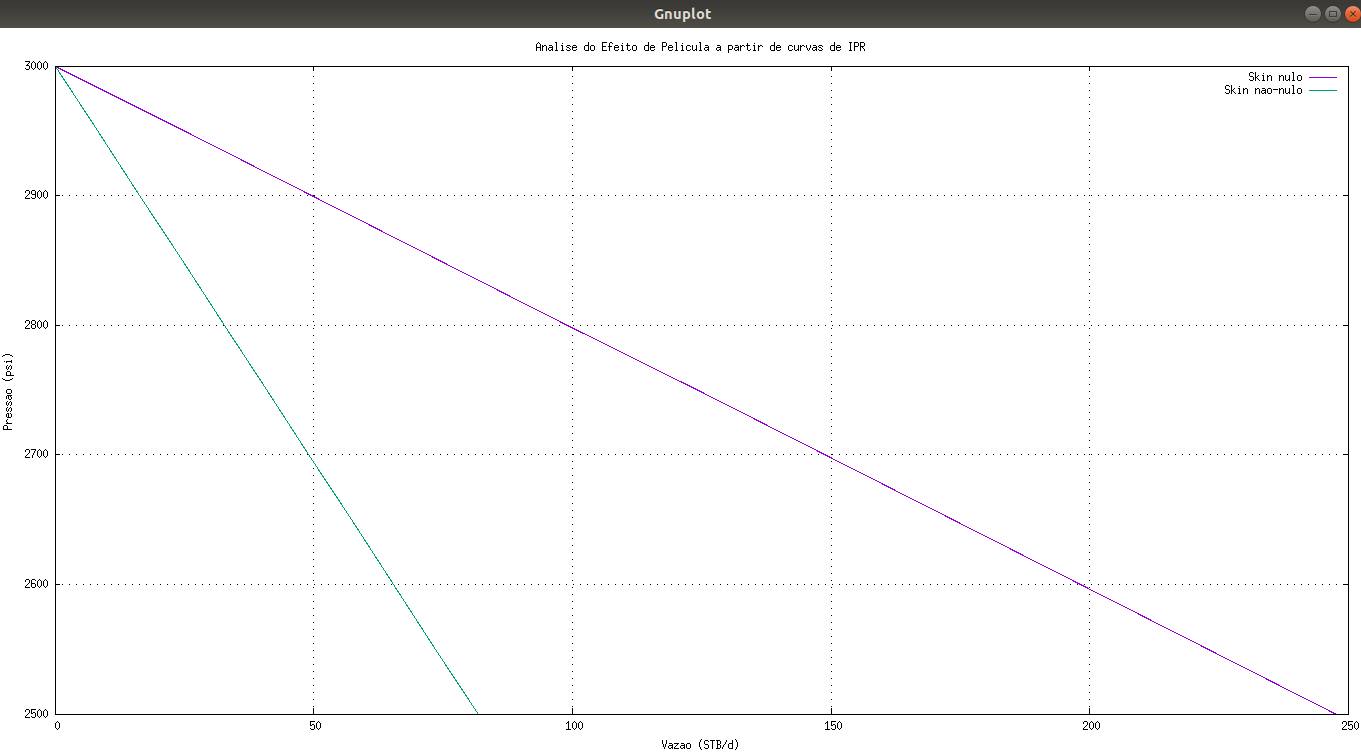 Gnuplot
Analise do Efeito de Pelicula a partir de curvas de IPR
Skin nulo
Skin nao-nulo
3000
2900
2800
2700
2600
2500
Pressao (psi)
0 50 100 150 200 250
Vazao (STB/d)